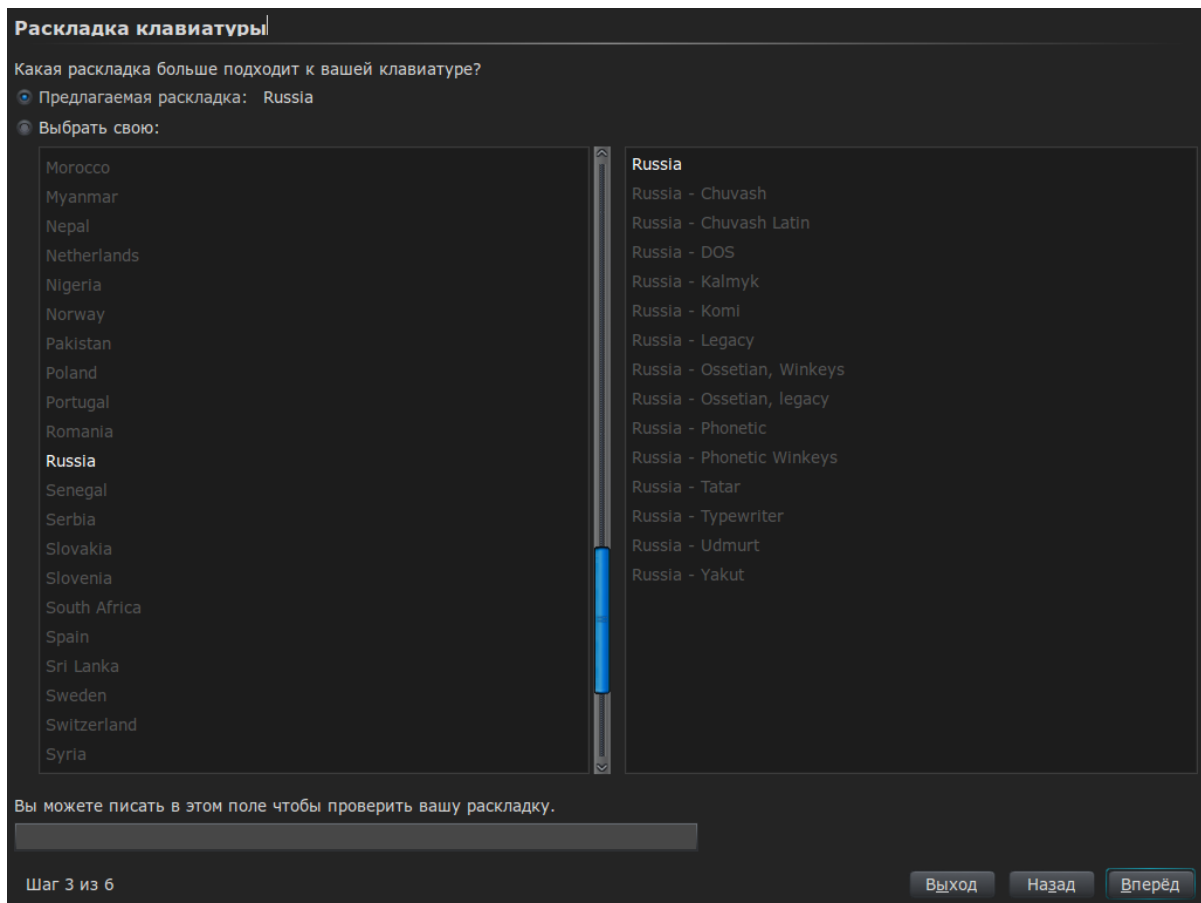 Раскладка клавиатуры
Какая раскладка больше подходит к вашей клавиатуре?
Предлагаемая раскладка: Russia
Выбрать свою:
Morocco
Myanmar
Nepal
Netherlands
Nigeria
Norway
Pakistan
Poland
Portugal
Romania
Russia
Senegal
Serbia
Slovakia
Slovenia
South Africa
Spain
Sri Lanka
Sweden
Switzerland
Syria
Russia
Russia - Chuvash
Russia - Chuvash Latin
Russia - DOS
Russia - Kalmyk
Russia - Komi
Russia - Legacy
Russia - Ossetian, Winkeys
Russia - Ossetian, legacy
Russia - Phonetic
Russia - Phonetic Winkeys
Russia - Tatar
Russia - Typewriter
Russia - Udmurt
Russia - Yakut
Вы можете писать в этом поле чтобы проверить вашу раскладку.
Шаг 3 из 6
Выход
Назад
Вперёд